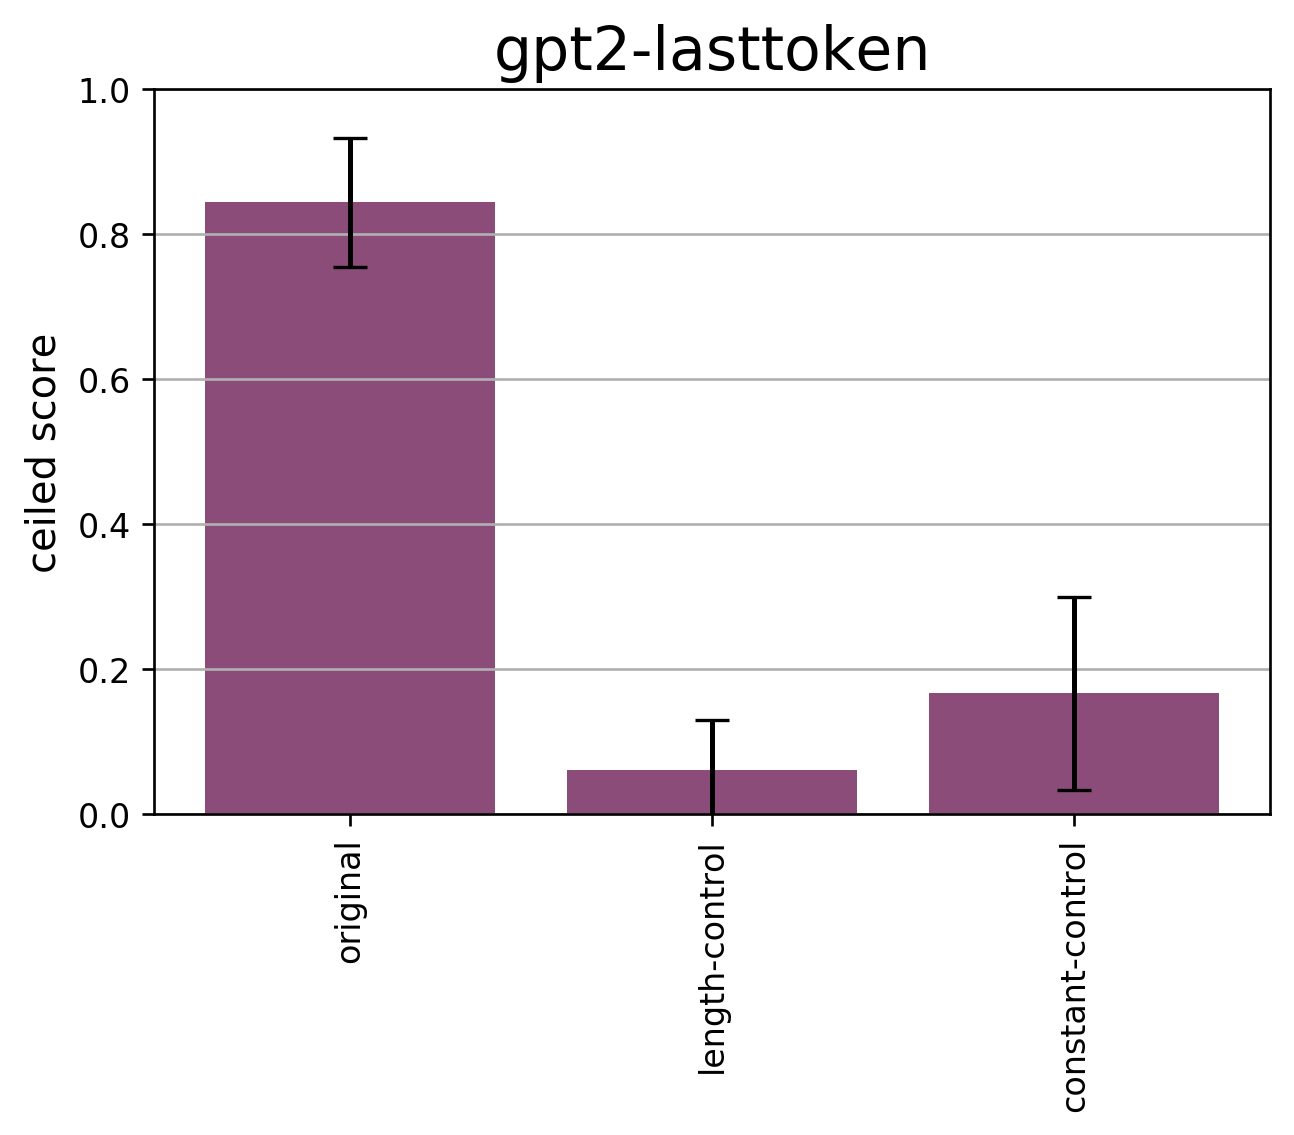 gpt2-lasttoken
ceiled score
1.0
0.8
0.6
0.4
0.2
0.0
original
length-control
constant-control